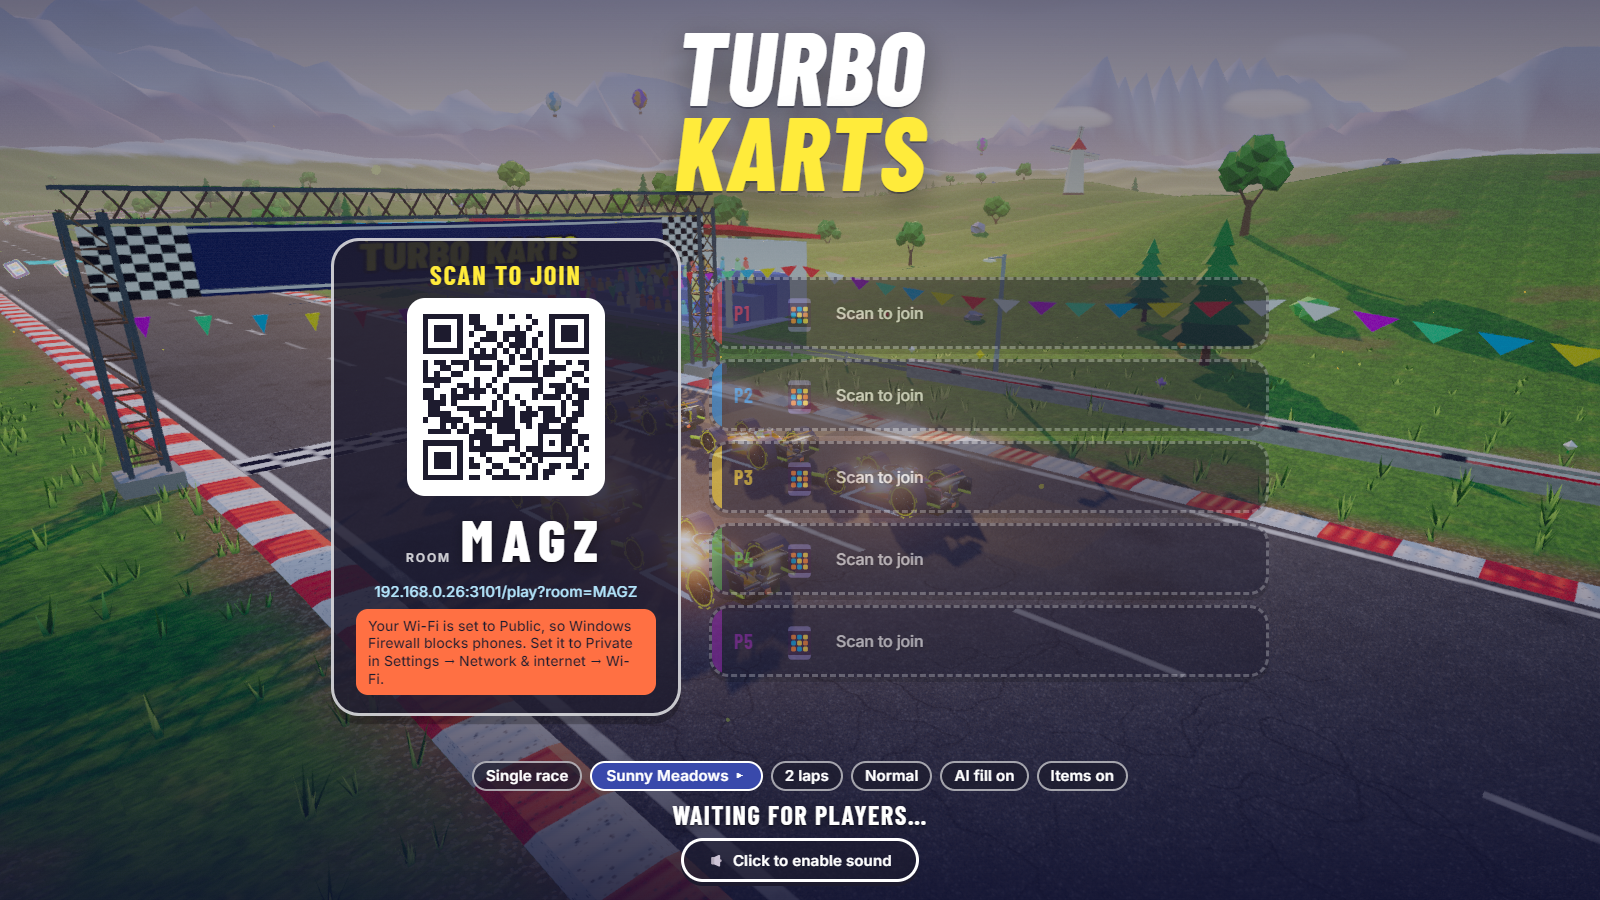 TURBO
KARTS
TURBO KARTS
SCAN TO JOIN
ROOM MAGZ
192.168.0.26:3101/play?room=MAGZ
Your Wi-Fi is set to Public, so Windows
Firewall blocks phones. Set it to Private
in Settings → Network & internet → Wi-
Fi.
P1 Scan to join
P2 Scan to join
P3 Scan to join
P4 Scan to join
P5 Scan to join
Single race
Sunny Meadows ▸
2 laps
Normal
AI fill on
Items on
WAITING FOR PLAYERS...
Click to enable sound